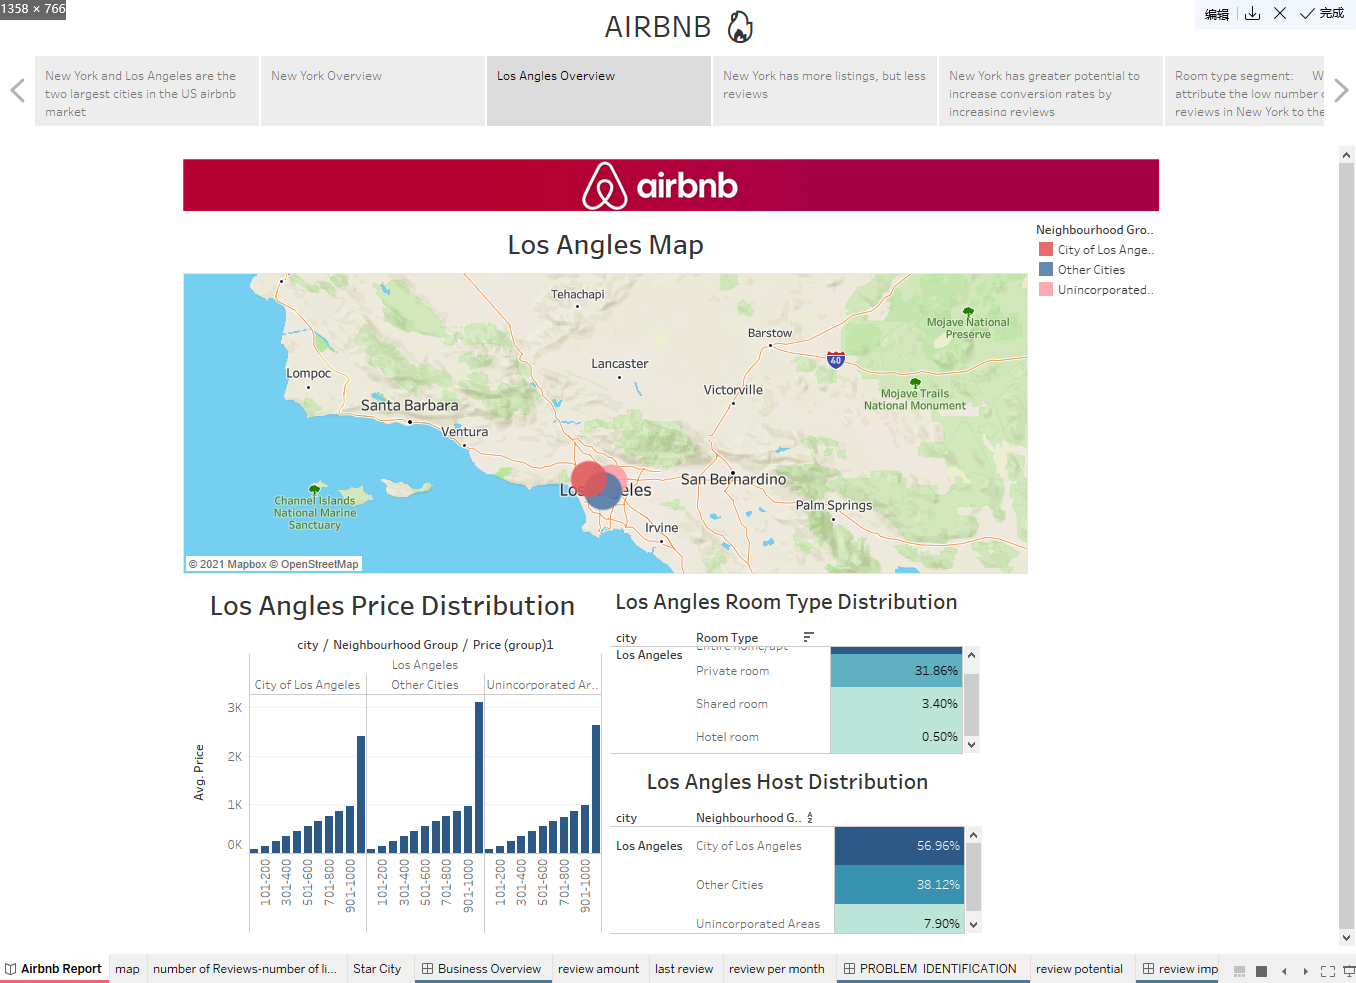 1358 × 766
AIRBNB
编辑
完成
New York and Los Angeles are the
two largest cities in the US airbnb
market
New York Overview
Los Angles Overview
New York has more listings, but less
reviews
New York has greater potential to
increase conversion rates by
increasing reviews
Room type segment: W
attribute the low number
reviews in New York to the
airbnb
Los Angles Map
Neighbourhood Gro..
City of Los Ange..
Other Cities
Unincorporated..
Tehachapi
Mojave National
Preserve
Barstow
40
Lancaster
Lompoc
Victorville
Mojave Trails
National Monument
Santa Barbara
Ventura
San Bernardino
Channel Islands
National Marine
Sanctuary
Palm Springs
Irvine
© 2021 Mapbox © OpenStreetMap
Los Angles Price Distribution
city / Neighbourhood Group / Price (group)1
Los Angeles
City of Los Angeles
Other Cities
Unincorporated Ar..
3K
2K
1K
0K
Avg. Price
101-200
301-400
501-600
701-800
901-1000
101-200
301-400
501-600
701-800
901-1000
101-200
301-400
501-600
701-800
901-1000
Los Angles Room Type Distribution
city Room Type
Los Angeles
Entire home/apt
Private room 31.86%
Shared room 3.40%
Hotel room 0.50%
Los Angles Host Distribution
city Neighbourhood G..
Los Angeles City of Los Angeles 56.96%
Other Cities 38.12%
Unincorporated Areas 7.90%
Airbnb Report
map
number of Reviews-number of li...
Star City
Business Overview
review amount
last review
review per month
PROBLEM IDENTIFICATION
review potential
review imp